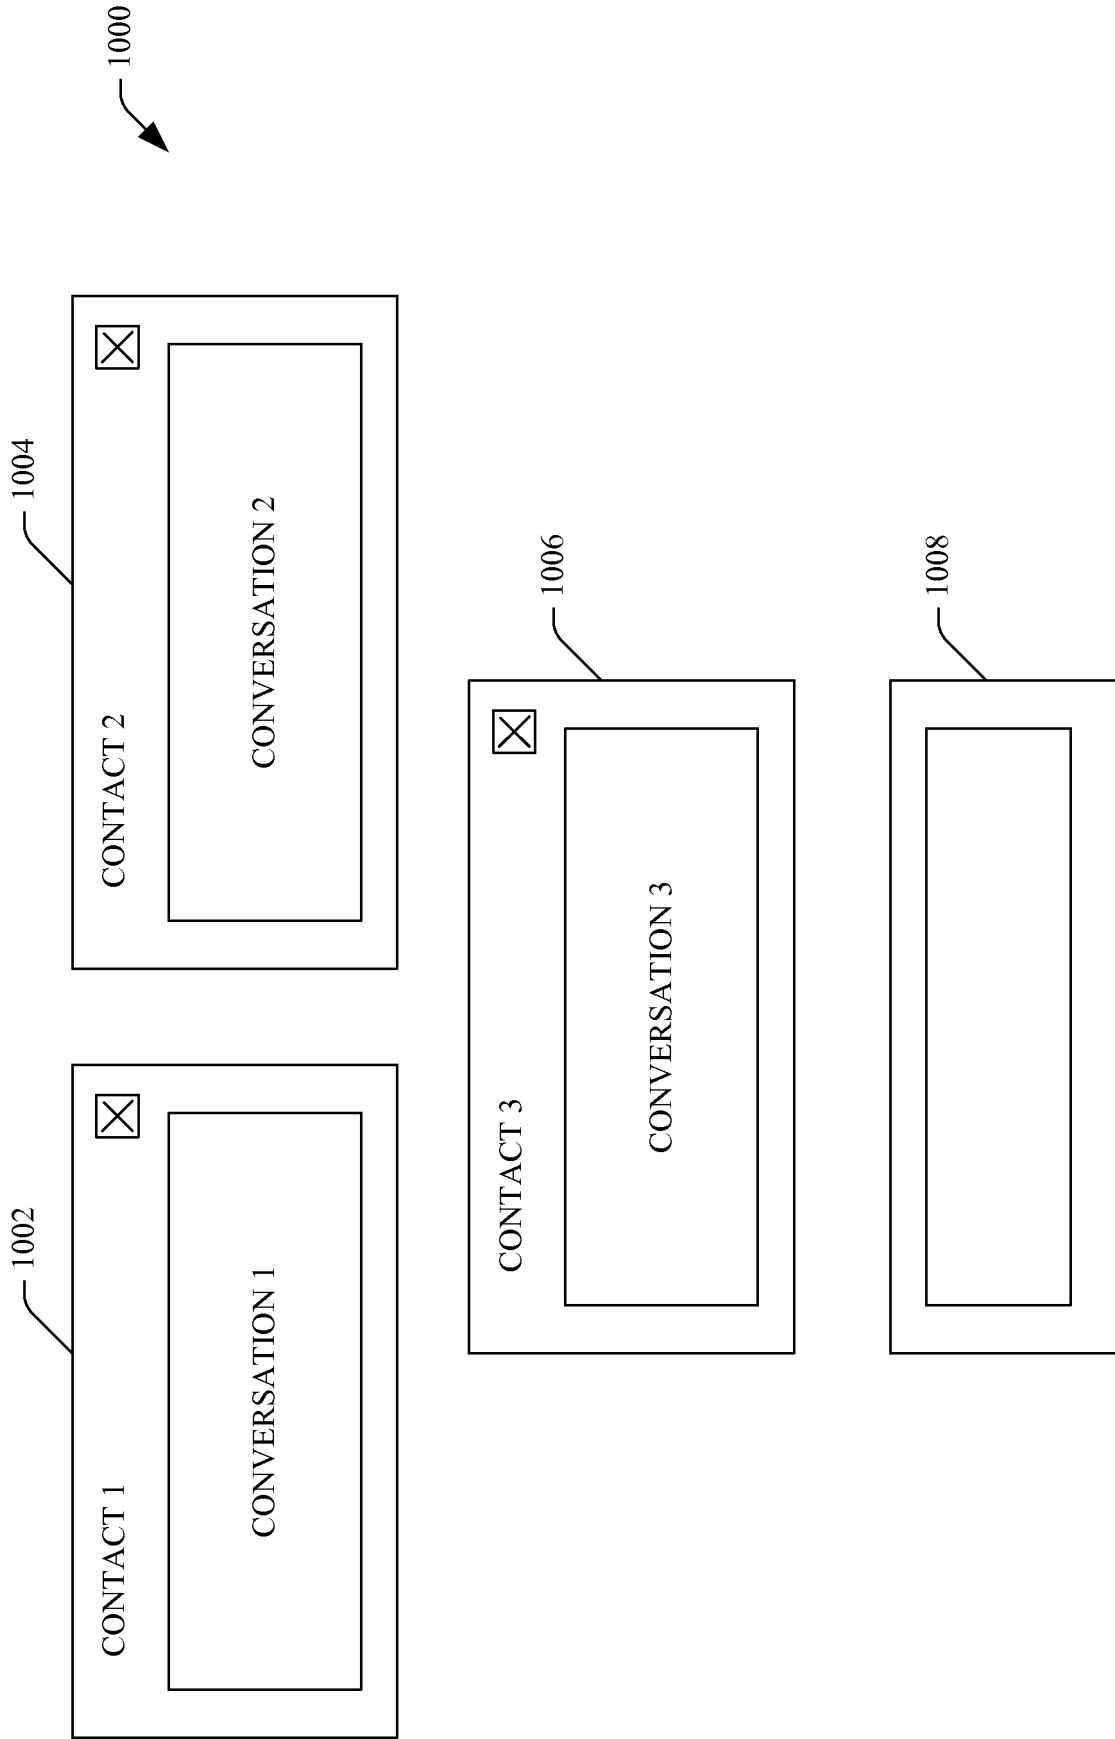 1000
1002
1004
CONTACT 1
CONTACT 2
CONVERSATION 1
CONVERSATION 2
1006
CONTACT 3
CONVERSATION 3
1008